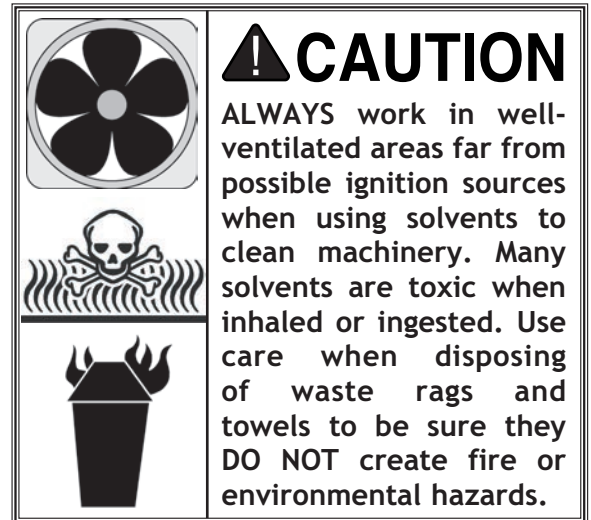 CAUTION
ALWAYS work in well-
ventilated areas far from
possible ignition sources
when using solvents to
clean machinery. Many
solvents are toxic when
inhaled or ingested. Use
care when disposing
of waste rags and
towels to be sure they
DO NOT create fire or
environmental hazards.